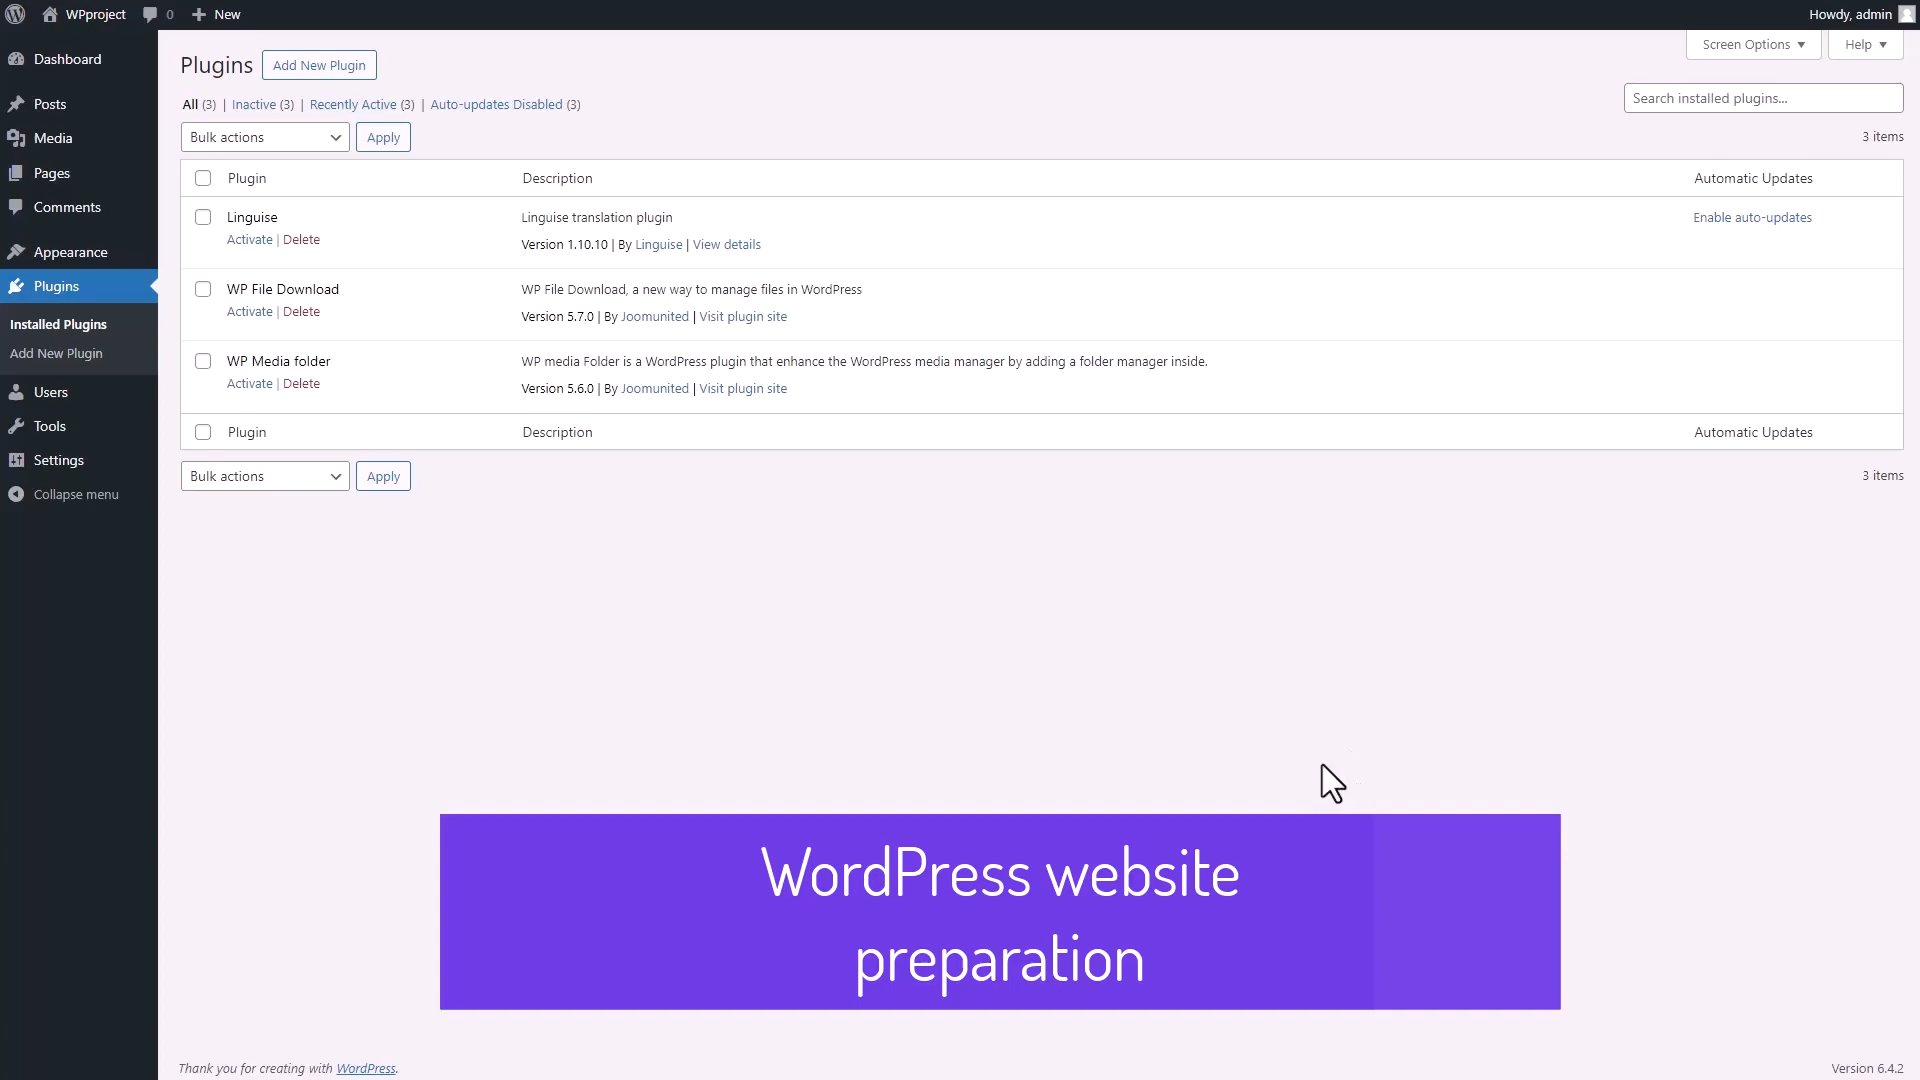 WPproject 0 New Howdy, admin
Screen Options Help
Dashboard
Posts
Media
Pages
Comments
Appearance
Plugins
Installed Plugins
Add New Plugin
Users
Tools
Settings
Collapse menu
Plugins Add New Plugin
All (3) | Inactive (3) | Recently Active (3) | Auto-updates Disabled (3)
Search installed plugins...
Bulk actions Apply
3 items
Plugin Description Automatic Updates
Linguise Linguise translation plugin Enable auto-updates
Activate | Delete
Version 1.10.10 | By Linguise | View details
WP File Download WP File Download, a new way to manage files in WordPress
Activate | Delete
Version 5.7.0 | By Joomunited | Visit plugin site
WP Media folder WP media Folder is a WordPress plugin that enhance the WordPress media manager by adding a folder manager inside.
Activate | Delete
Version 5.6.0 | By Joomunited | Visit plugin site
Plugin Description Automatic Updates
Bulk actions Apply
3 items
WordPress website
preparation
Thank you for creating with WordPress.
Version 6.4.2